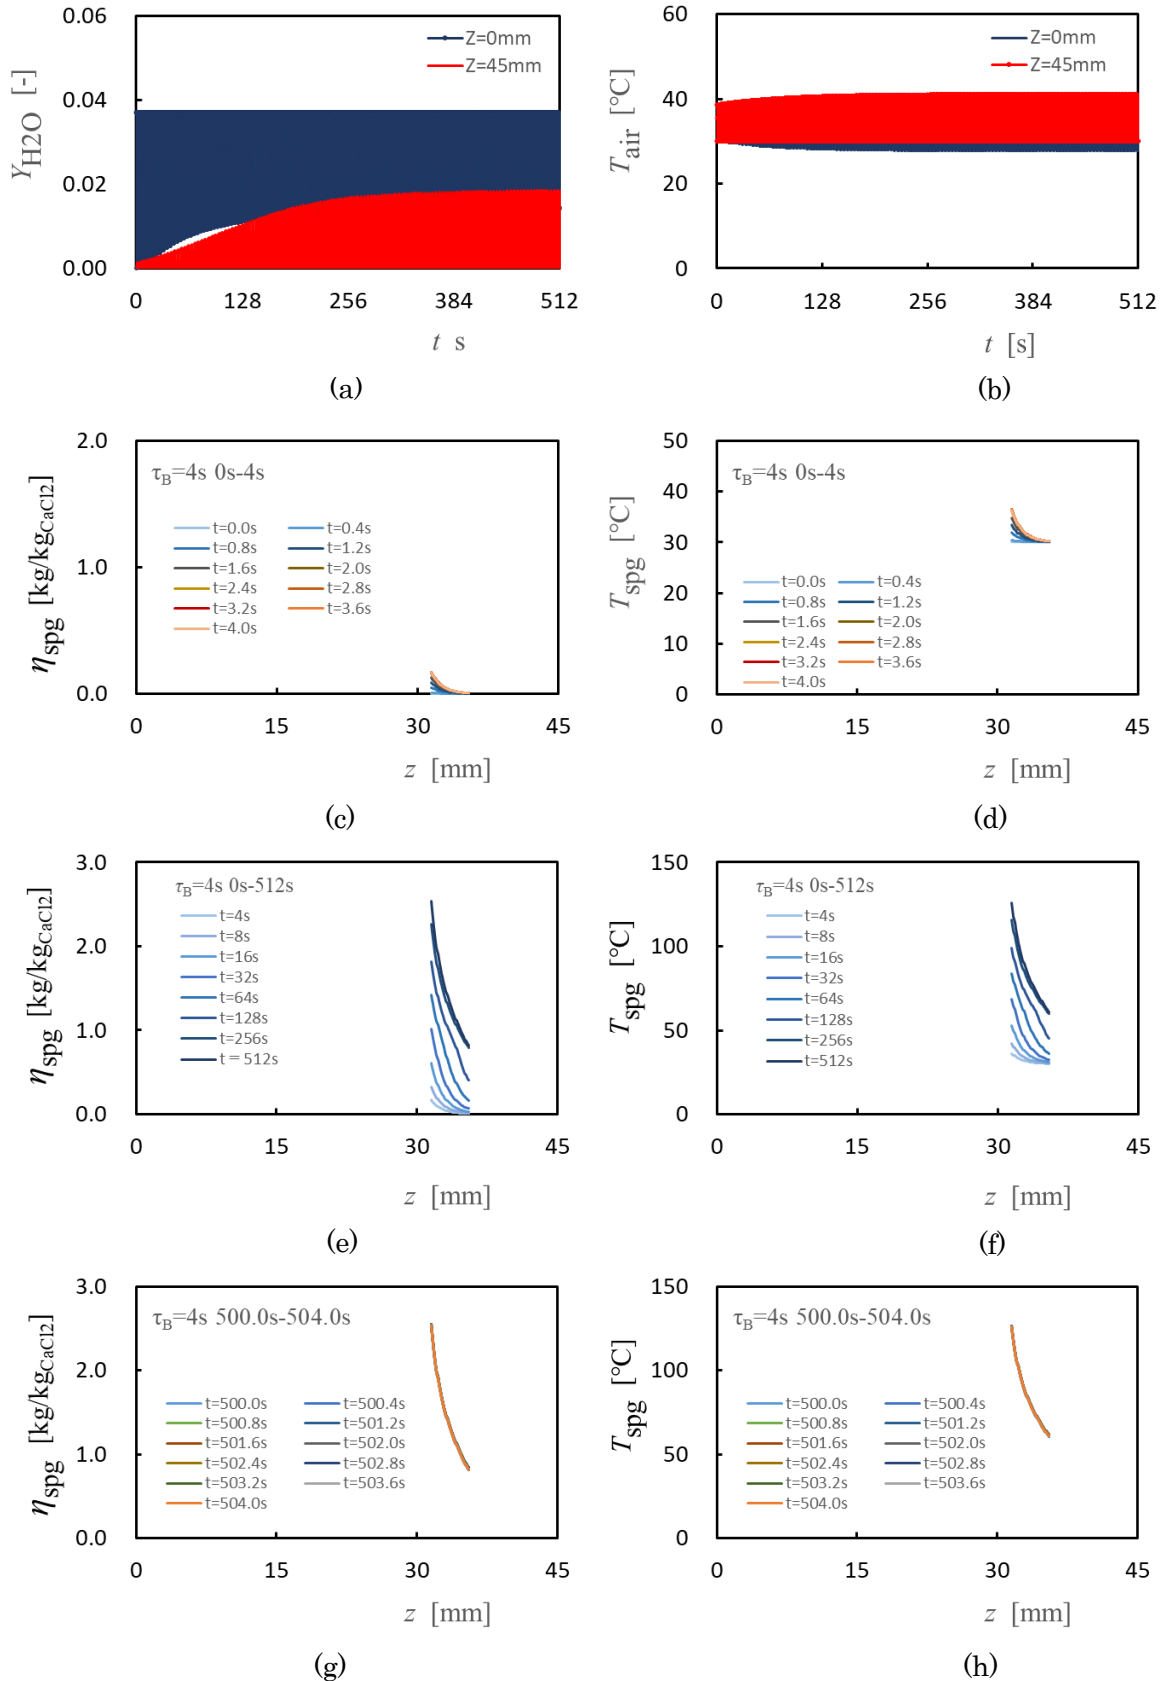 0.06
Z=0mm
Z=45mm
0.04
0.02
0.00
Y_H2O [-]
0 128 256 384 512
t s
(a)
60
Z=0mm
Z=45mm
40
20
0
T_air [°C]
0 128 256 384 512
t [s]
(b)
2.0
τ_B=4s 0s-4s
t=0.0s t=0.4s
t=0.8s t=1.2s
1.0
t=1.6s t=2.0s
t=2.4s t=2.8s
t=3.2s t=3.6s
t=4.0s
0.0
η_spg [kg/kg_CaCl2]
0 15 30 45
z [mm]
(c)
50
τ_B=4s 0s-4s
40
30
20
t=0.0s t=0.4s
t=0.8s t=1.2s
t=1.6s t=2.0s
10
t=2.4s t=2.8s
t=3.2s t=3.6s
t=4.0s
0
T_spg [°C]
0 15 30 45
z [mm]
(d)
3.0
τ_B=4s 0s-512s
t=4s
t=8s
2.0
t=16s
t=32s
t=64s
1.0
t=128s
t=256s
t＝512s
0.0
η_spg [kg/kg_CaCl2]
0 15 30 45
z [mm]
(e)
150
τ_B=4s 0s-512s
t=4s
t=8s
100
t=16s
t=32s
t=64s
50
t=128s
t=256s
t=512s
0
T_spg [°C]
0 15 30 45
z [mm]
(f)
3.0
τ_B=4s 500.0s-504.0s
2.0
t=500.0s t=500.4s
t=500.8s t=501.2s
t=501.6s t=502.0s
1.0
t=502.4s t=502.8s
t=503.2s t=503.6s
t=504.0s
0.0
η_spg [kg/kg_CaCl2]
0 15 30 45
z [mm]
(g)
150
τ_B=4s 500.0s-504.0s
100
t=500.0s t=500.4s
t=500.8s t=501.2s
t=501.6s t=502.0s
50
t=502.4s t=502.8s
t=503.2s t=503.6s
t=504.0s
0
T_spg [°C]
0 15 30 45
z [mm]
(h)